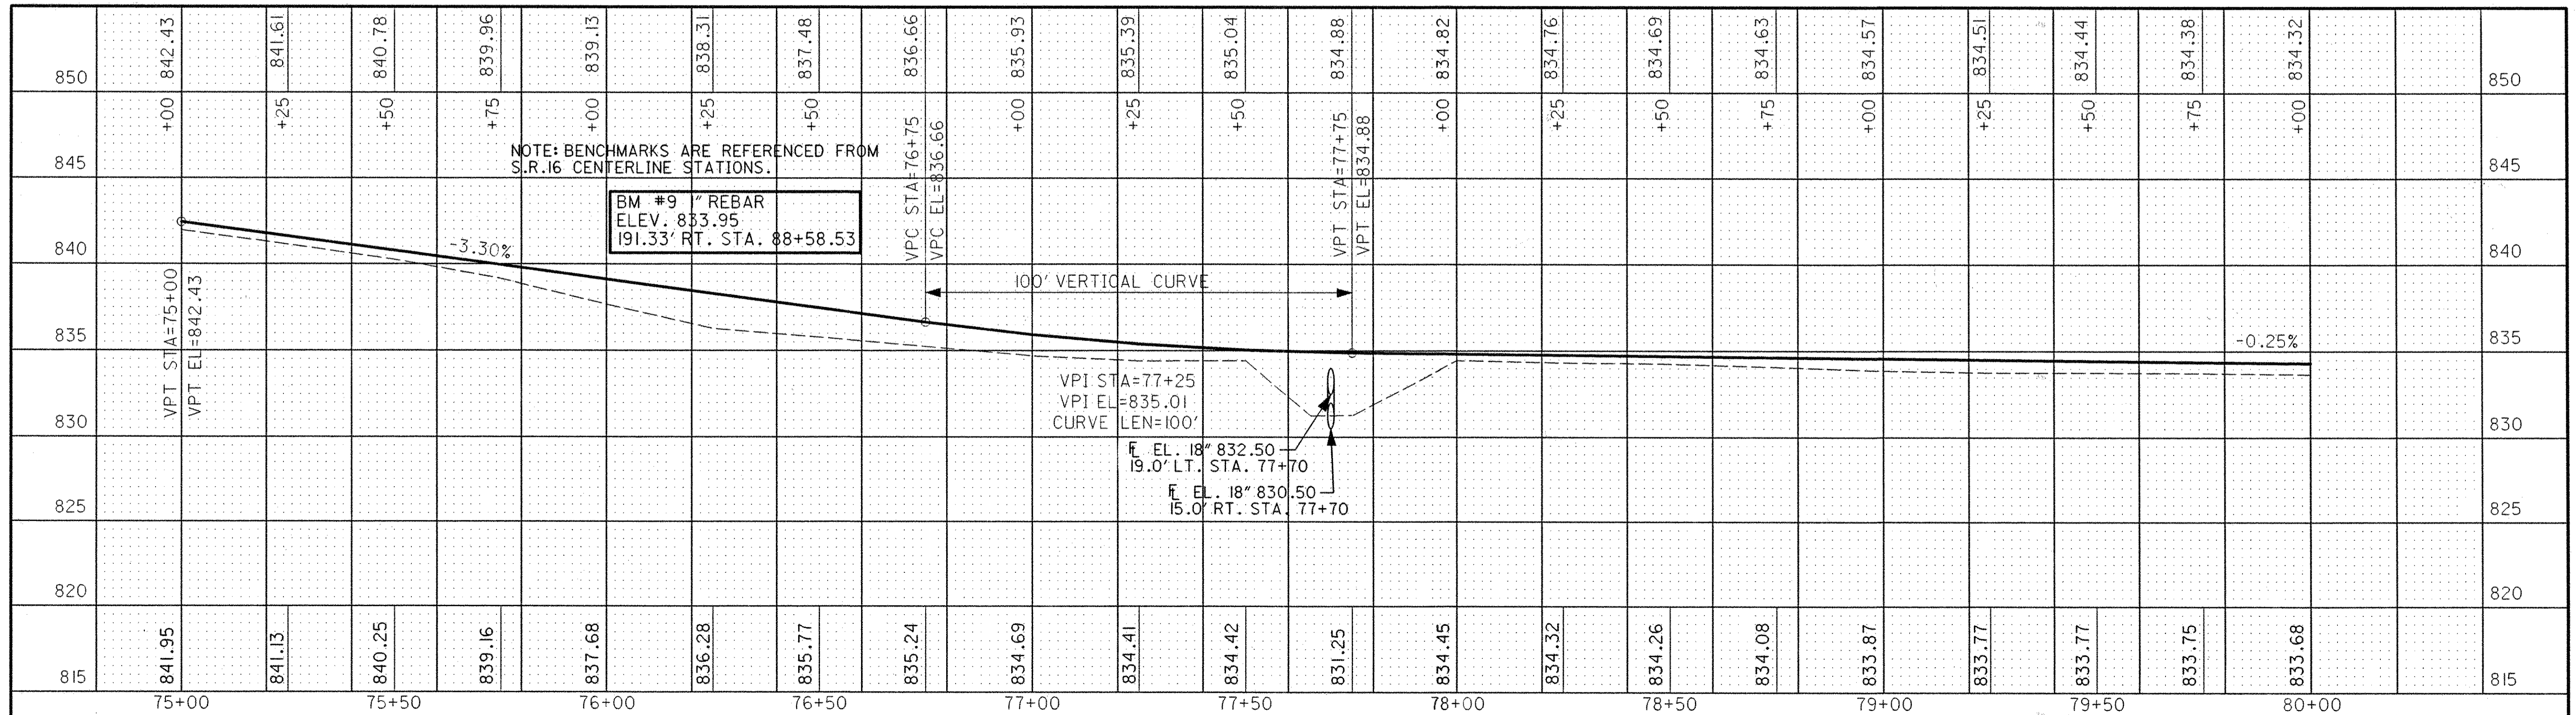 842.43 841.61 840.78 839.96 839.13 838.31 837.48 836.66 835.93 835.39 835.04 834.88 834.82 834.76 834.69 834.63 834.57 834.51 834.44 834.38 834.32
850 850
+00 +25 +50 +75 +00 +25 +50 VPC STA=76+75 +00 +25 +50 VPT STA=77+75 +00 +25 +50 +75 +00 +25 +50 +75 +00
VPC EL=836.66
VPT EL=834.88
NOTE: BENCHMARKS ARE REFERENCED FROM
S.R.16 CENTERLINE STATIONS.
845 845
BM #9 1" REBAR
ELEV. 833.95
191.33' RT. STA. 88+58.53
-3.30%
840 840
VPT STA=75+00
VPT EL=842.43
100' VERTICAL CURVE
835 835
-0.25%
VPI STA=77+25
VPI EL=835.01
CURVE LEN=100'
830 830
FL EL. 18" 832.50
19.0' LT. STA. 77+70
FL EL. 18" 830.50
15.0' RT. STA. 77+70
825 825
820 820
841.95 841.13 840.25 839.16 837.68 836.28 835.77 835.24 834.69 834.41 834.42 831.25 834.45 834.32 834.26 834.08 833.87 833.77 833.77 833.75 833.68
815 815
75+00 75+50 76+00 76+50 77+00 77+50 78+00 78+50 79+00 79+50 80+00